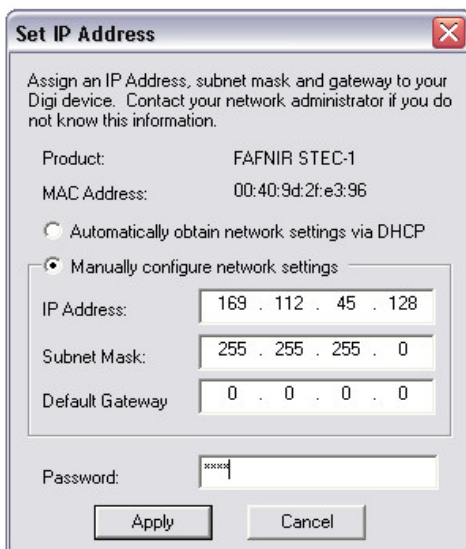 Set IP Address
Assign an IP Address, subnet mask and gateway to your
Digi device. Contact your network administrator if you do
not know this information.
Product: FAFNIR STEC-1
MAC Address: 00:40:9d:2f:e3:96
Automatically obtain network settings via DHCP
Manually configure network settings
IP Address: 169 . 112 . 45 . 128
Subnet Mask: 255 . 255 . 255 . 0
Default Gateway 0 . 0 . 0 . 0
Password: ****
Apply Cancel